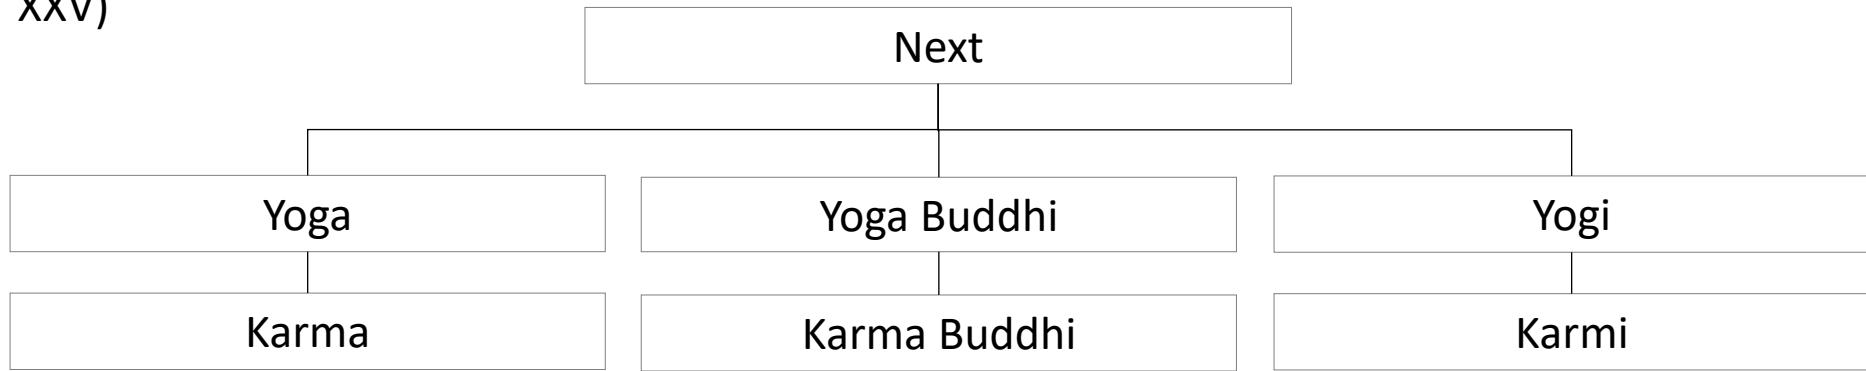 XXV)
Next
Yoga
Yoga Buddhi
Yogi
Karma
Karma Buddhi
Karmi